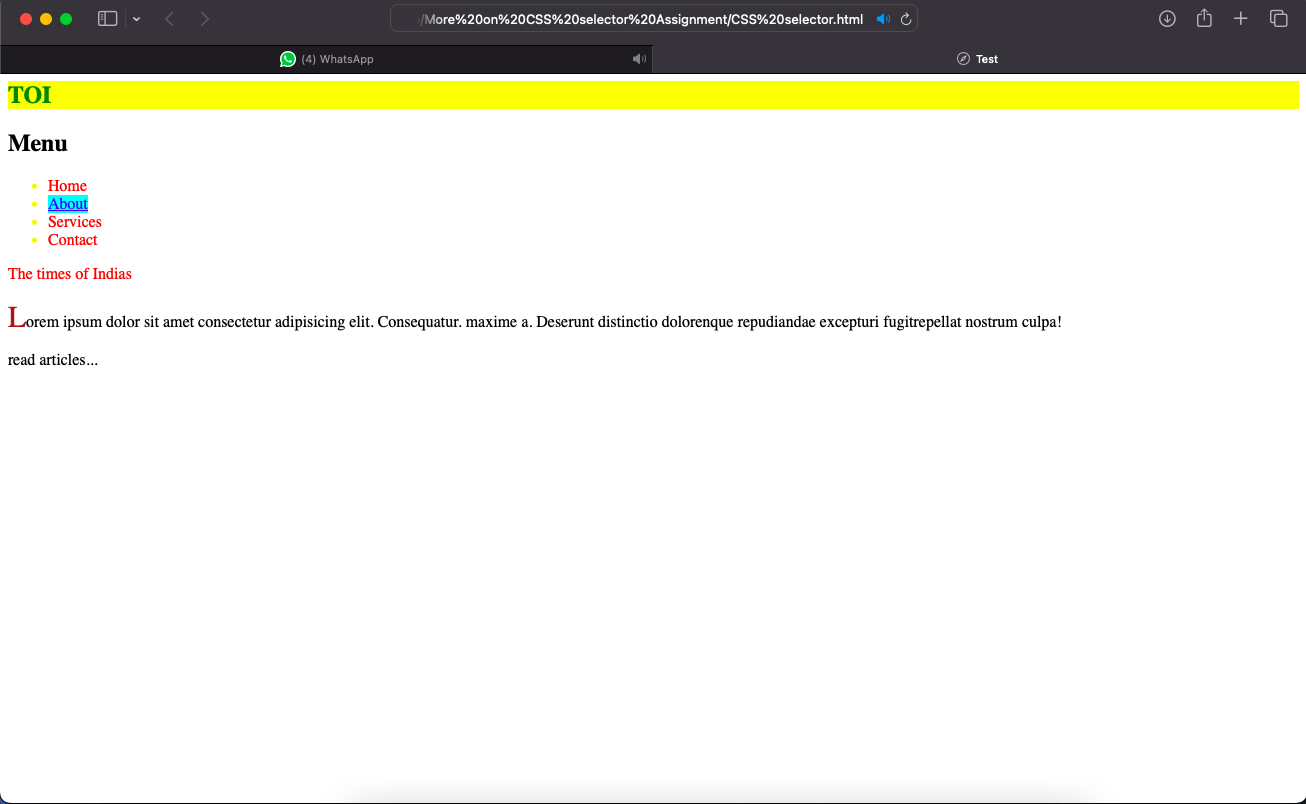 /More%20on%20CSS%20selector%20Assignment/CSS%20selector.html
(4) WhatsApp
Test
TOI
Menu
Home
About
Services
Contact
The times of Indias
Lorem ipsum dolor sit amet consectetur adipisicing elit. Consequatur. maxime a. Deserunt distinctio dolorenque repudiandae excepturi fugitrepellat nostrum culpa!
read articles...